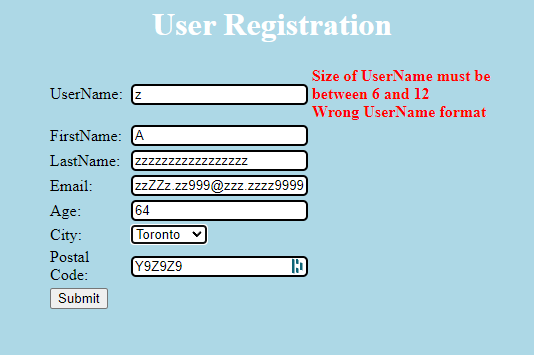 User Registration
Size of UserName must be
UserName: z between 6 and 12
Wrong UserName format
FirstName: A
LastName: zzzzzzzzzzzzzzzzz
Email: zzZZz.zz999@zzz.zzzz9999
Age: 64
City: Toronto
Postal
Code: Y9Z9Z9
Submit